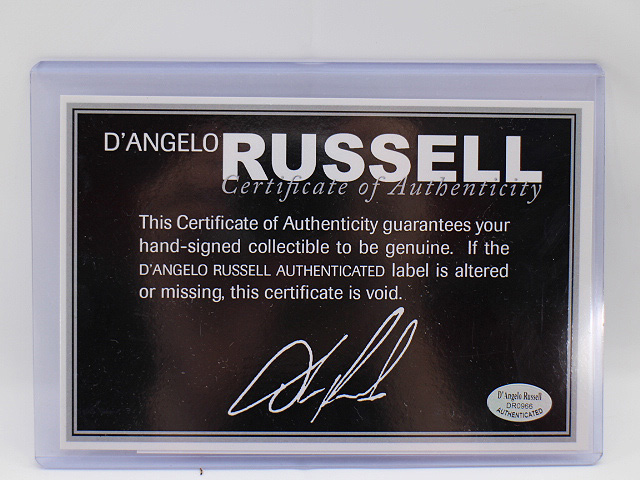 D'ANGELO RUSSELL
Certificate of Authenticity
This Certificate of Authenticity guarantees your
hand-signed collectible to be genuine. If the
D'ANGELO RUSSELL AUTHENTICATED label is altered
or missing, this certificate is void.
D'Angelo Russell
DR0966
AUTHENTICATED